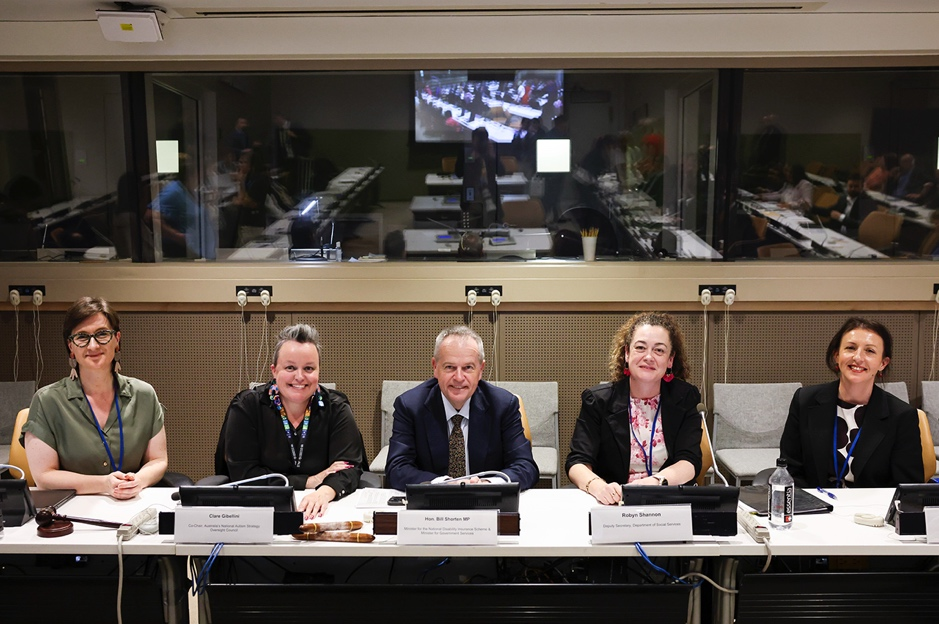 Clare Gibellini
Co-Chair, Australia's National Autism Strategy
Oversight Council
Hon. Bill Shorten MP
Minister for the National Disability Insurance Scheme &
Minister for Government Services
Robyn Shannon
Deputy Secretary, Department of Social Services